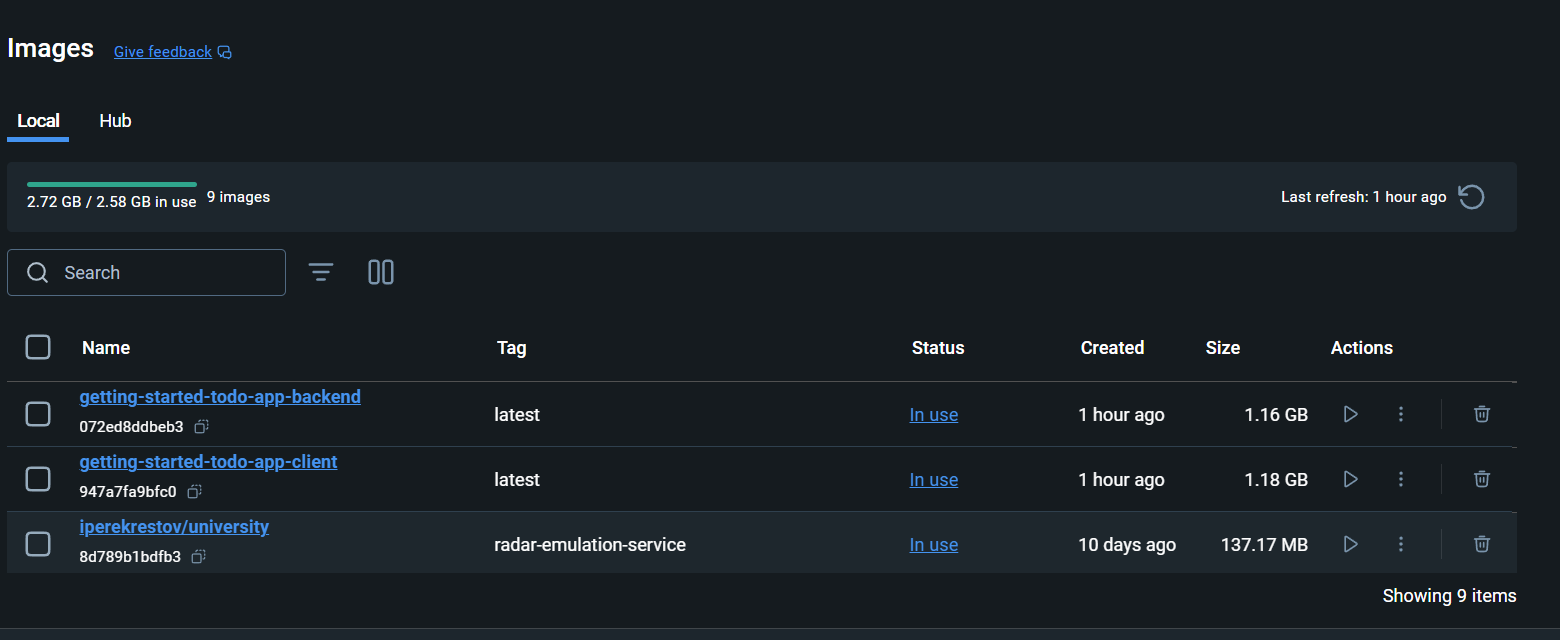 Images Give feedback
Local Hub
2.72 GB / 2.58 GB in use 9 images Last refresh: 1 hour ago
Search
Name Tag Status Created Size Actions
getting-started-todo-app-backend
072ed8ddbeb3 latest In use 1 hour ago 1.16 GB
getting-started-todo-app-client
947a7fa9bfc0 latest In use 1 hour ago 1.18 GB
iperekrestov/university
8d789b1bdfb3 radar-emulation-service In use 10 days ago 137.17 MB
Showing 9 items